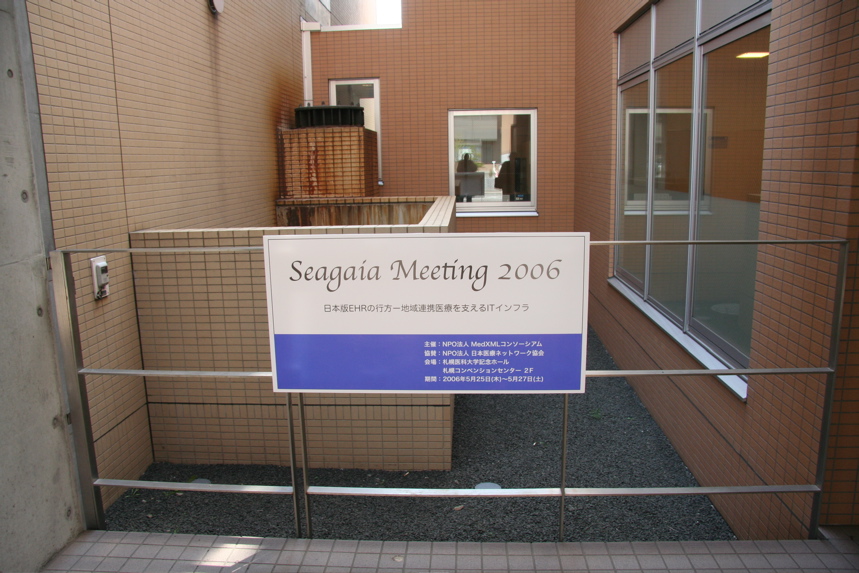 Seagaia Meeting 2006
日本版EHRの行方ー地域連携医療を支えるITインフラ
主催：NPO法人 MedXMLコンソーシアム
協賛：NPO法人 日本医療ネットワーク協会
会場：札幌医科大学記念ホール
札幌コンベンションセンター 2F
期間：2006年5月25日(木)～5月27日(土)